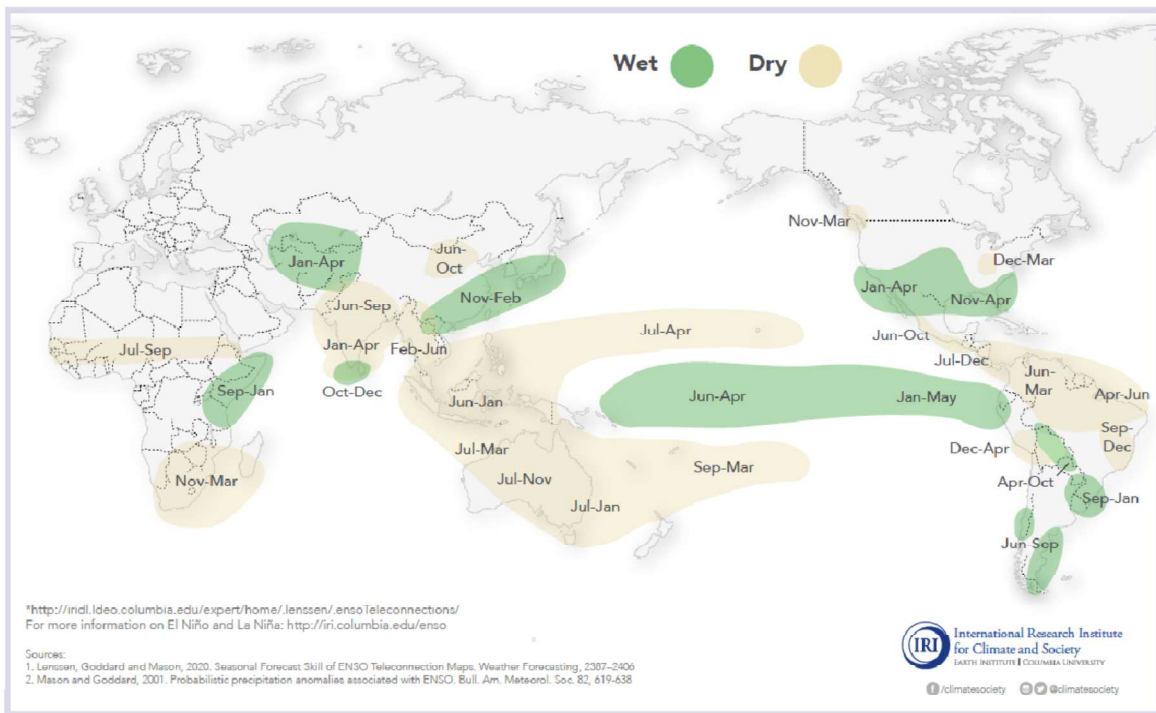 Wet
Dry
Nov-Mar
Dec-Mar
Jan-Apr
Jun-
Oct
Jan-Apr
Nov-Apr
Nov-Feb
Jun-Sep
Jul-Apr
Jun-Oct
Jul-Sep
Jan-Apr
Feb-Jun
Jul-Dec
Jun-
Mar
Sep-Jan
Oct-Dec
Jun-Jan
Jun-Apr
Jan-May
Apr-Jun
Sep-
Dec
Jul-Mar
Dec-Apr
Nov-Mar
Jul-Nov
Sep-Mar
Apr-Oct
Jul-Jan
Sep-Jan
Jun-Sep
*http://iridl.ldeo.columbia.edu/expert/home/.lenssen/.ensoTeleconnections/
For more information on El Niño and La Niña: http://iri.columbia.edu/enso
Sources:
1. Lenssen, Goddard and Mason, 2020. Seasonal Forecast Skill of ENSO Teleconnection Maps. Weather Forecasting, 2387–2406
2. Mason and Goddard, 2001. Probabilistic precipitation anomalies associated with ENSO. Bull. Am. Meteorol. Soc. 82, 619-638
IRI
International Research Institute
for Climate and Society
EARTH INSTITUTE | COLUMBIA UNIVERSITY
/climatesociety
@climatesociety